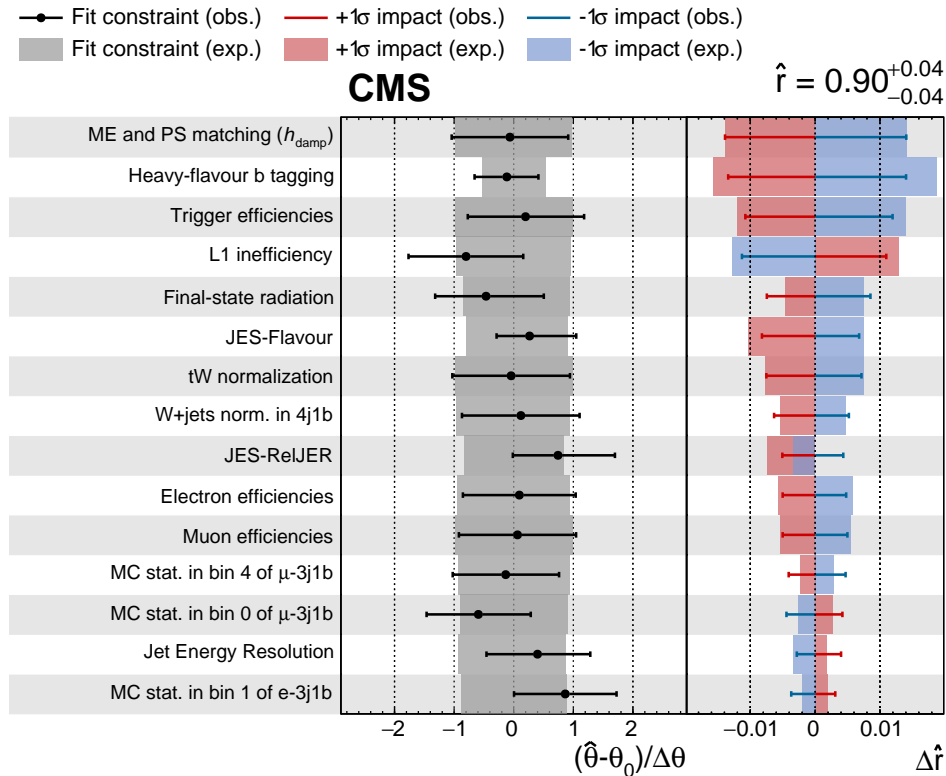 Fit constraint (obs.) +1σ impact (obs.) -1σ impact (obs.)
Fit constraint (exp.) +1σ impact (exp.) -1σ impact (exp.)
CMS r̂ = 0.90 +0.04 -0.04
ME and PS matching (h_damp)
Heavy-flavour b tagging
Trigger efficiencies
L1 inefficiency
Final-state radiation
JES-Flavour
tW normalization
W+jets norm. in 4j1b
JES-RelJER
Electron efficiencies
Muon efficiencies
MC stat. in bin 4 of μ-3j1b
MC stat. in bin 0 of μ-3j1b
Jet Energy Resolution
MC stat. in bin 1 of e-3j1b
−2 −1 0 1 2 −0.01 0 0.01
(θ̂-θ₀)/Δθ Δr̂